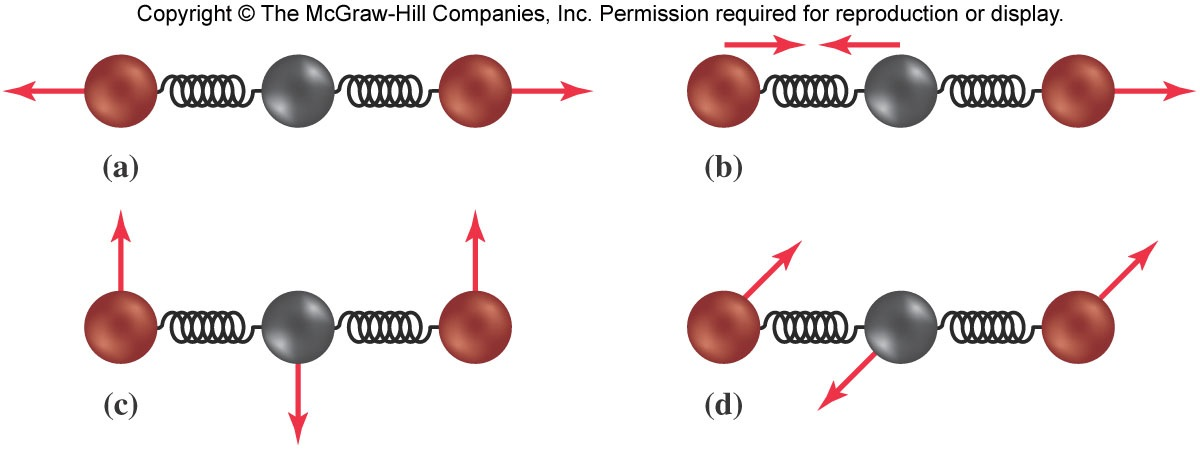 Copyright © The McGraw-Hill Companies, Inc. Permission required for reproduction or display.
(a)
(b)
(c)
(d)